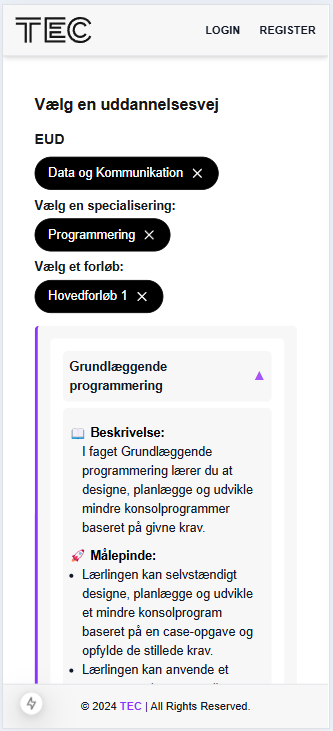 TEC
LOGIN REGISTER
Vælg en uddannelsesvej
EUD
Data og Kommunikation ×
Vælg en specialisering:
Programmering ×
Vælg et forløb:
Hovedforløb 1 ×
Grundlæggende
programmering ▲
📖 Beskrivelse:
I faget Grundlæggende
programmering lærer du at
designe, planlægge og udvikle
mindre konsolprogrammer
baseret på givne krav.
🚀 Målepinde:
• Lærlingen kan selvstændigt
designe, planlægge og udvikle
et mindre konsolprogram
baseret på en case-opgave og
opfylde de stillede krav.
• Lærlingen kan anvende et
© 2024 TEC | All Rights Reserved.